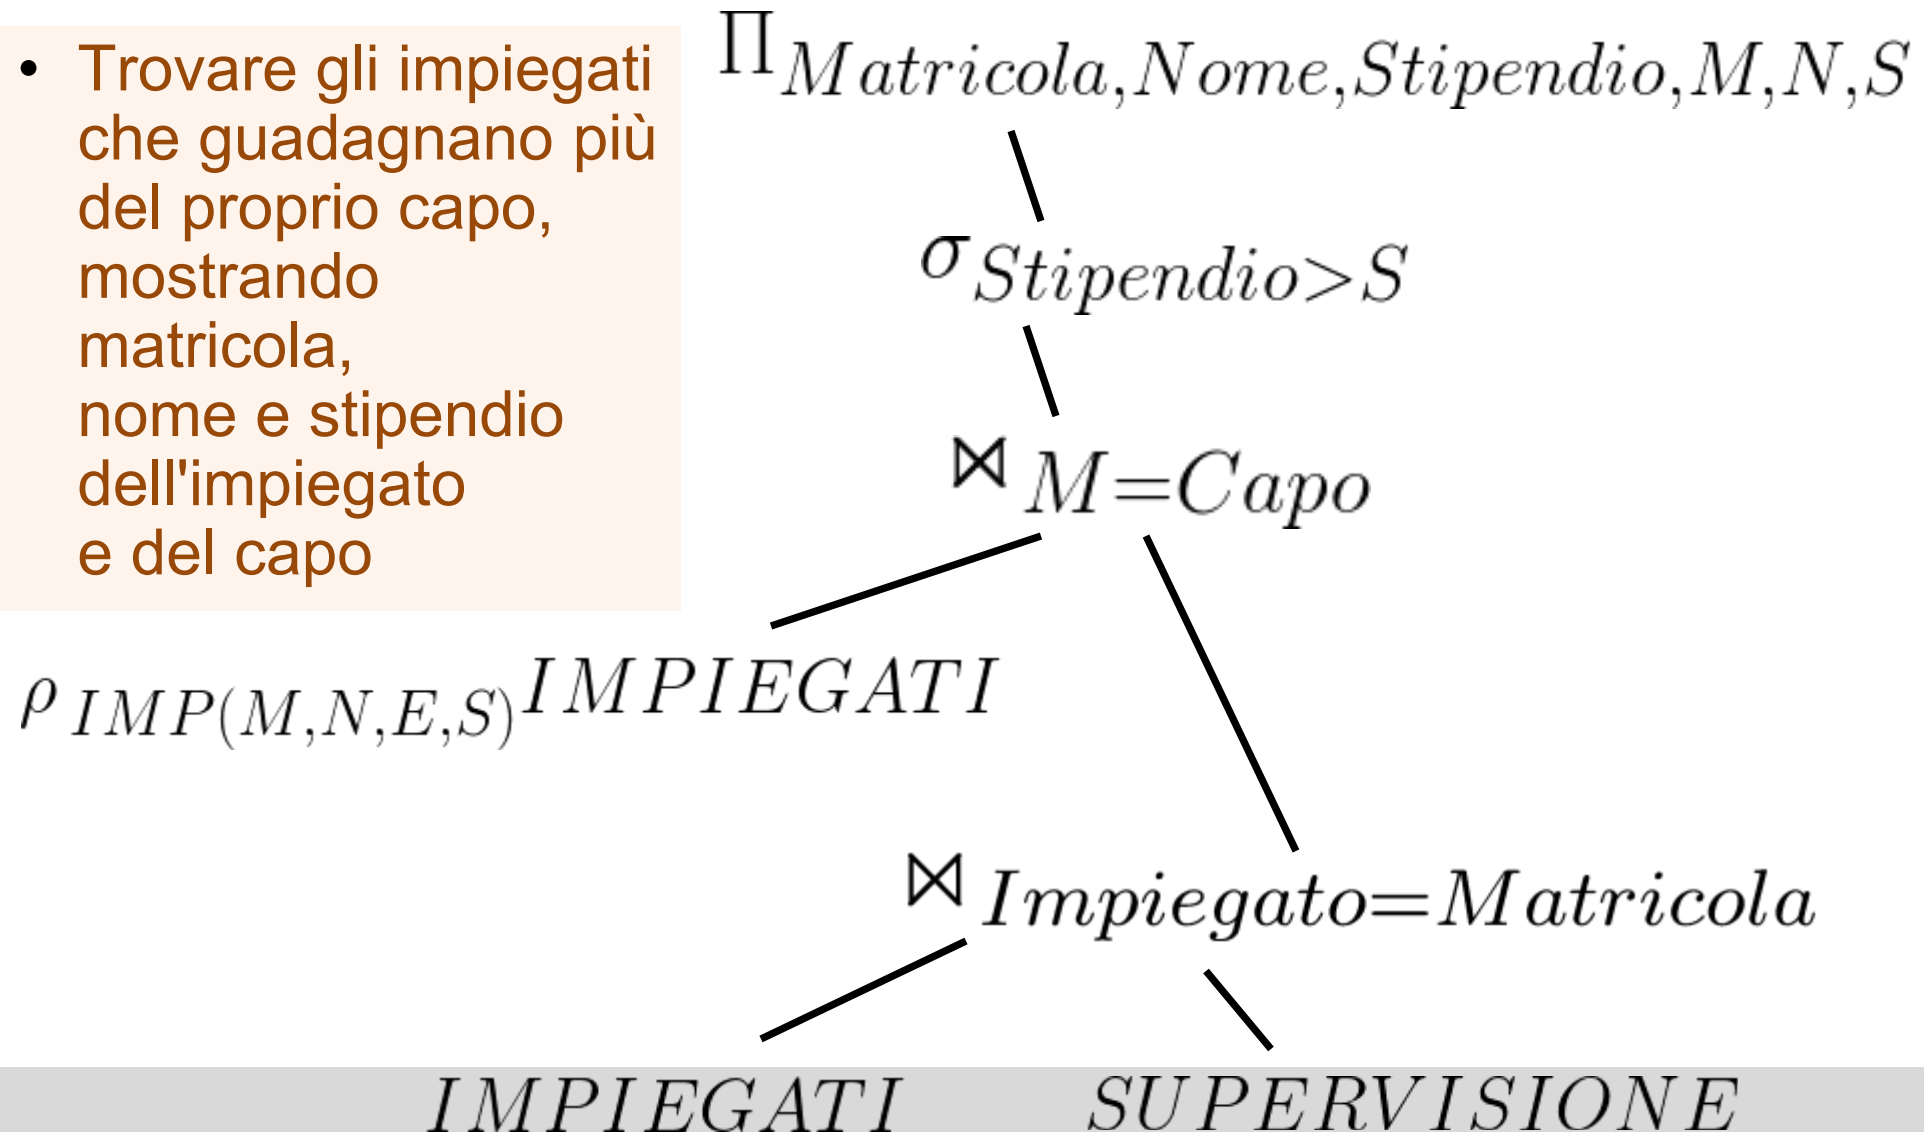 • Trovare gli impiegati
che guadagnano più
del proprio capo,
mostrando
matricola,
nome e stipendio
dell'impiegato
e del capo
Π Matricola,Nome,Stipendio,M,N,S
σ Stipendio>S
⋈ M=Capo
ρ IMP(M,N,E,S) IMPIEGATI
⋈ Impiegato=Matricola
IMPIEGATI SUPERVISIONE